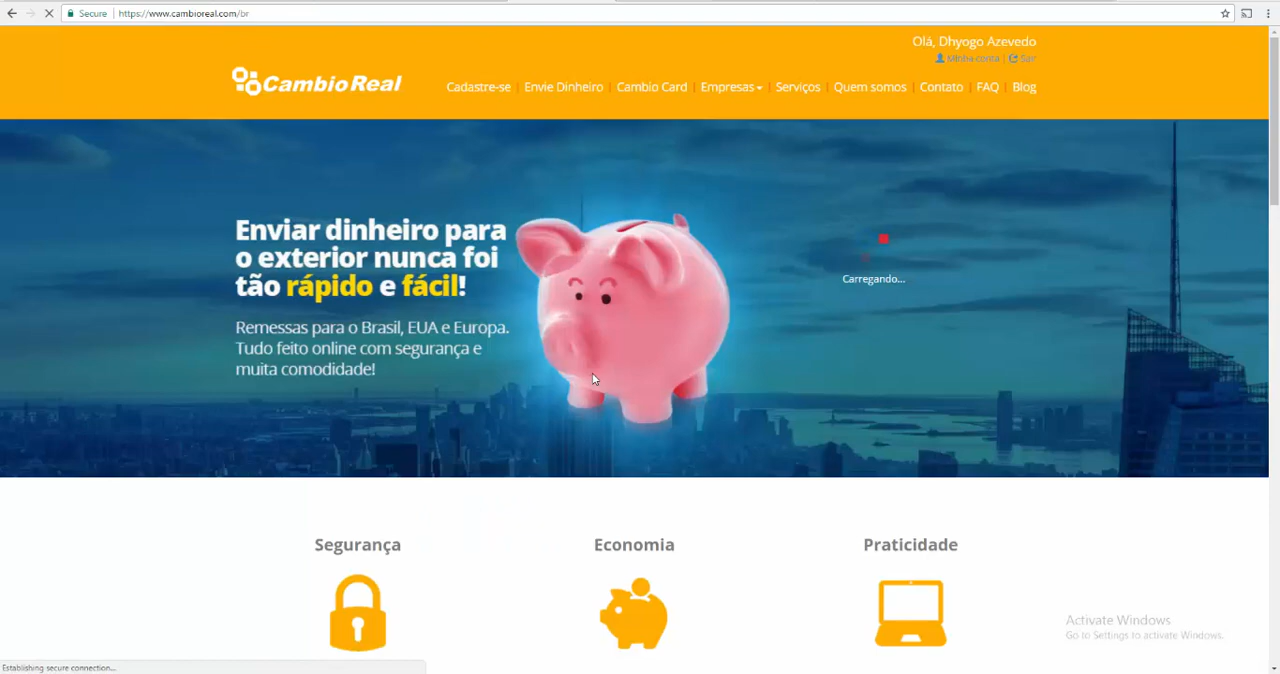 Secure https://www.cambioreal.com/br
Olá, Dhyogo Azevedo
Minha conta | Sair
CambioReal
Cadastre-se | Envie Dinheiro | Cambio Card | Empresas | Serviços | Quem somos | Contato | FAQ | Blog
Enviar dinheiro para
o exterior nunca foi
tão rápido e fácil!
Remessas para o Brasil, EUA e Europa.
Tudo feito online com segurança e
muita comodidade!
Carregando...
Segurança
Economia
Praticidade
Activate Windows
Go to Settings to activate Windows.
Establishing secure connection...